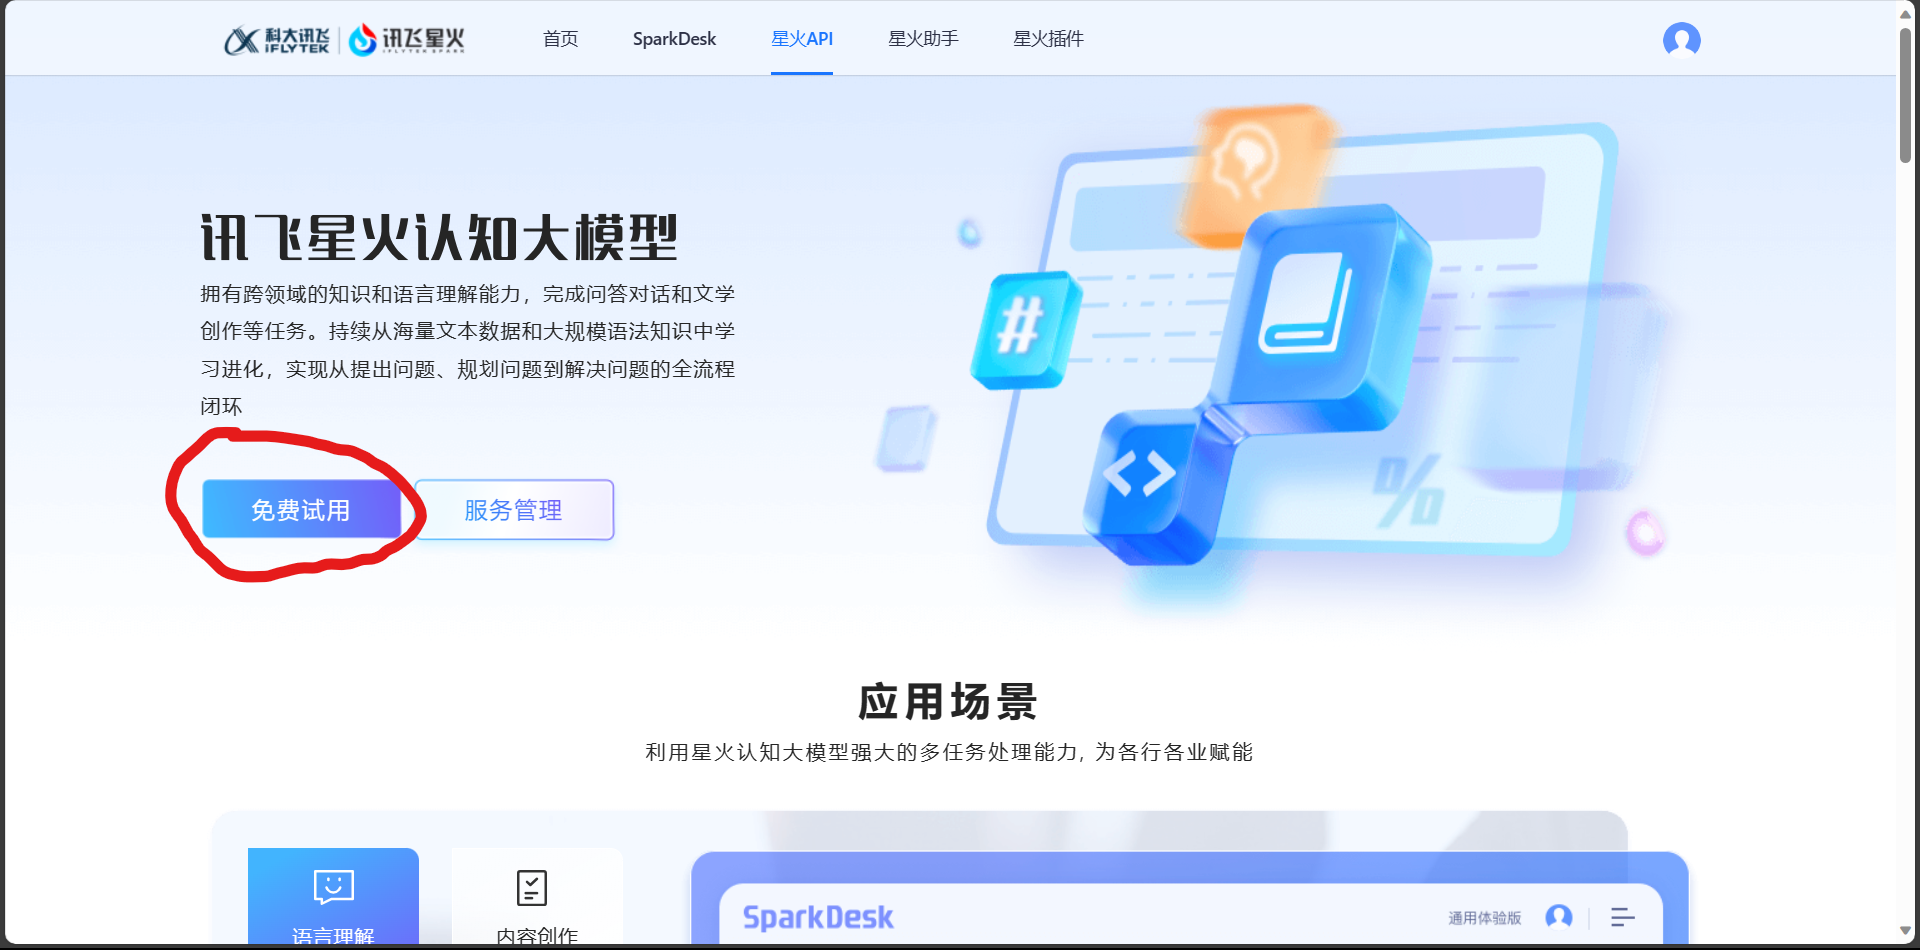 科大讯飞
iFLYTEK
讯飞星火
IFLYTEK SPARK
首页
SparkDesk
星火API
星火助手
星火插件
讯飞星火认知大模型
拥有跨领域的知识和语言理解能力，完成问答对话和文学
创作等任务。持续从海量文本数据和大规模语法知识中学
习进化，实现从提出问题、规划问题到解决问题的全流程
闭环
免费试用
服务管理
#
%
应用场景
利用星火认知大模型强大的多任务处理能力, 为各行各业赋能
语言理解
内容创作
SparkDesk
通用体验版